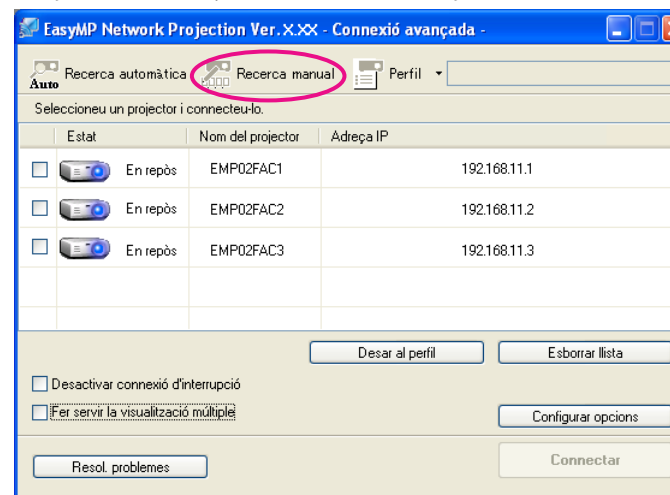 EasyMP Network Projection Ver.X.XX - Connexió avançada -
Auto Recerca automàtica Recerca manual Perfil
Seleccioneu un projector i connecteu-lo.
Estat Nom del projector Adreça IP
En repòs EMP02FAC1 192.168.11.1
En repòs EMP02FAC2 192.168.11.2
En repòs EMP02FAC3 192.168.11.3
Desar al perfil Esborrar llista
Desactivar connexió d'interrupció
Fer servir la visualització múltiple
Configurar opcions
Resol. problemes Connectar